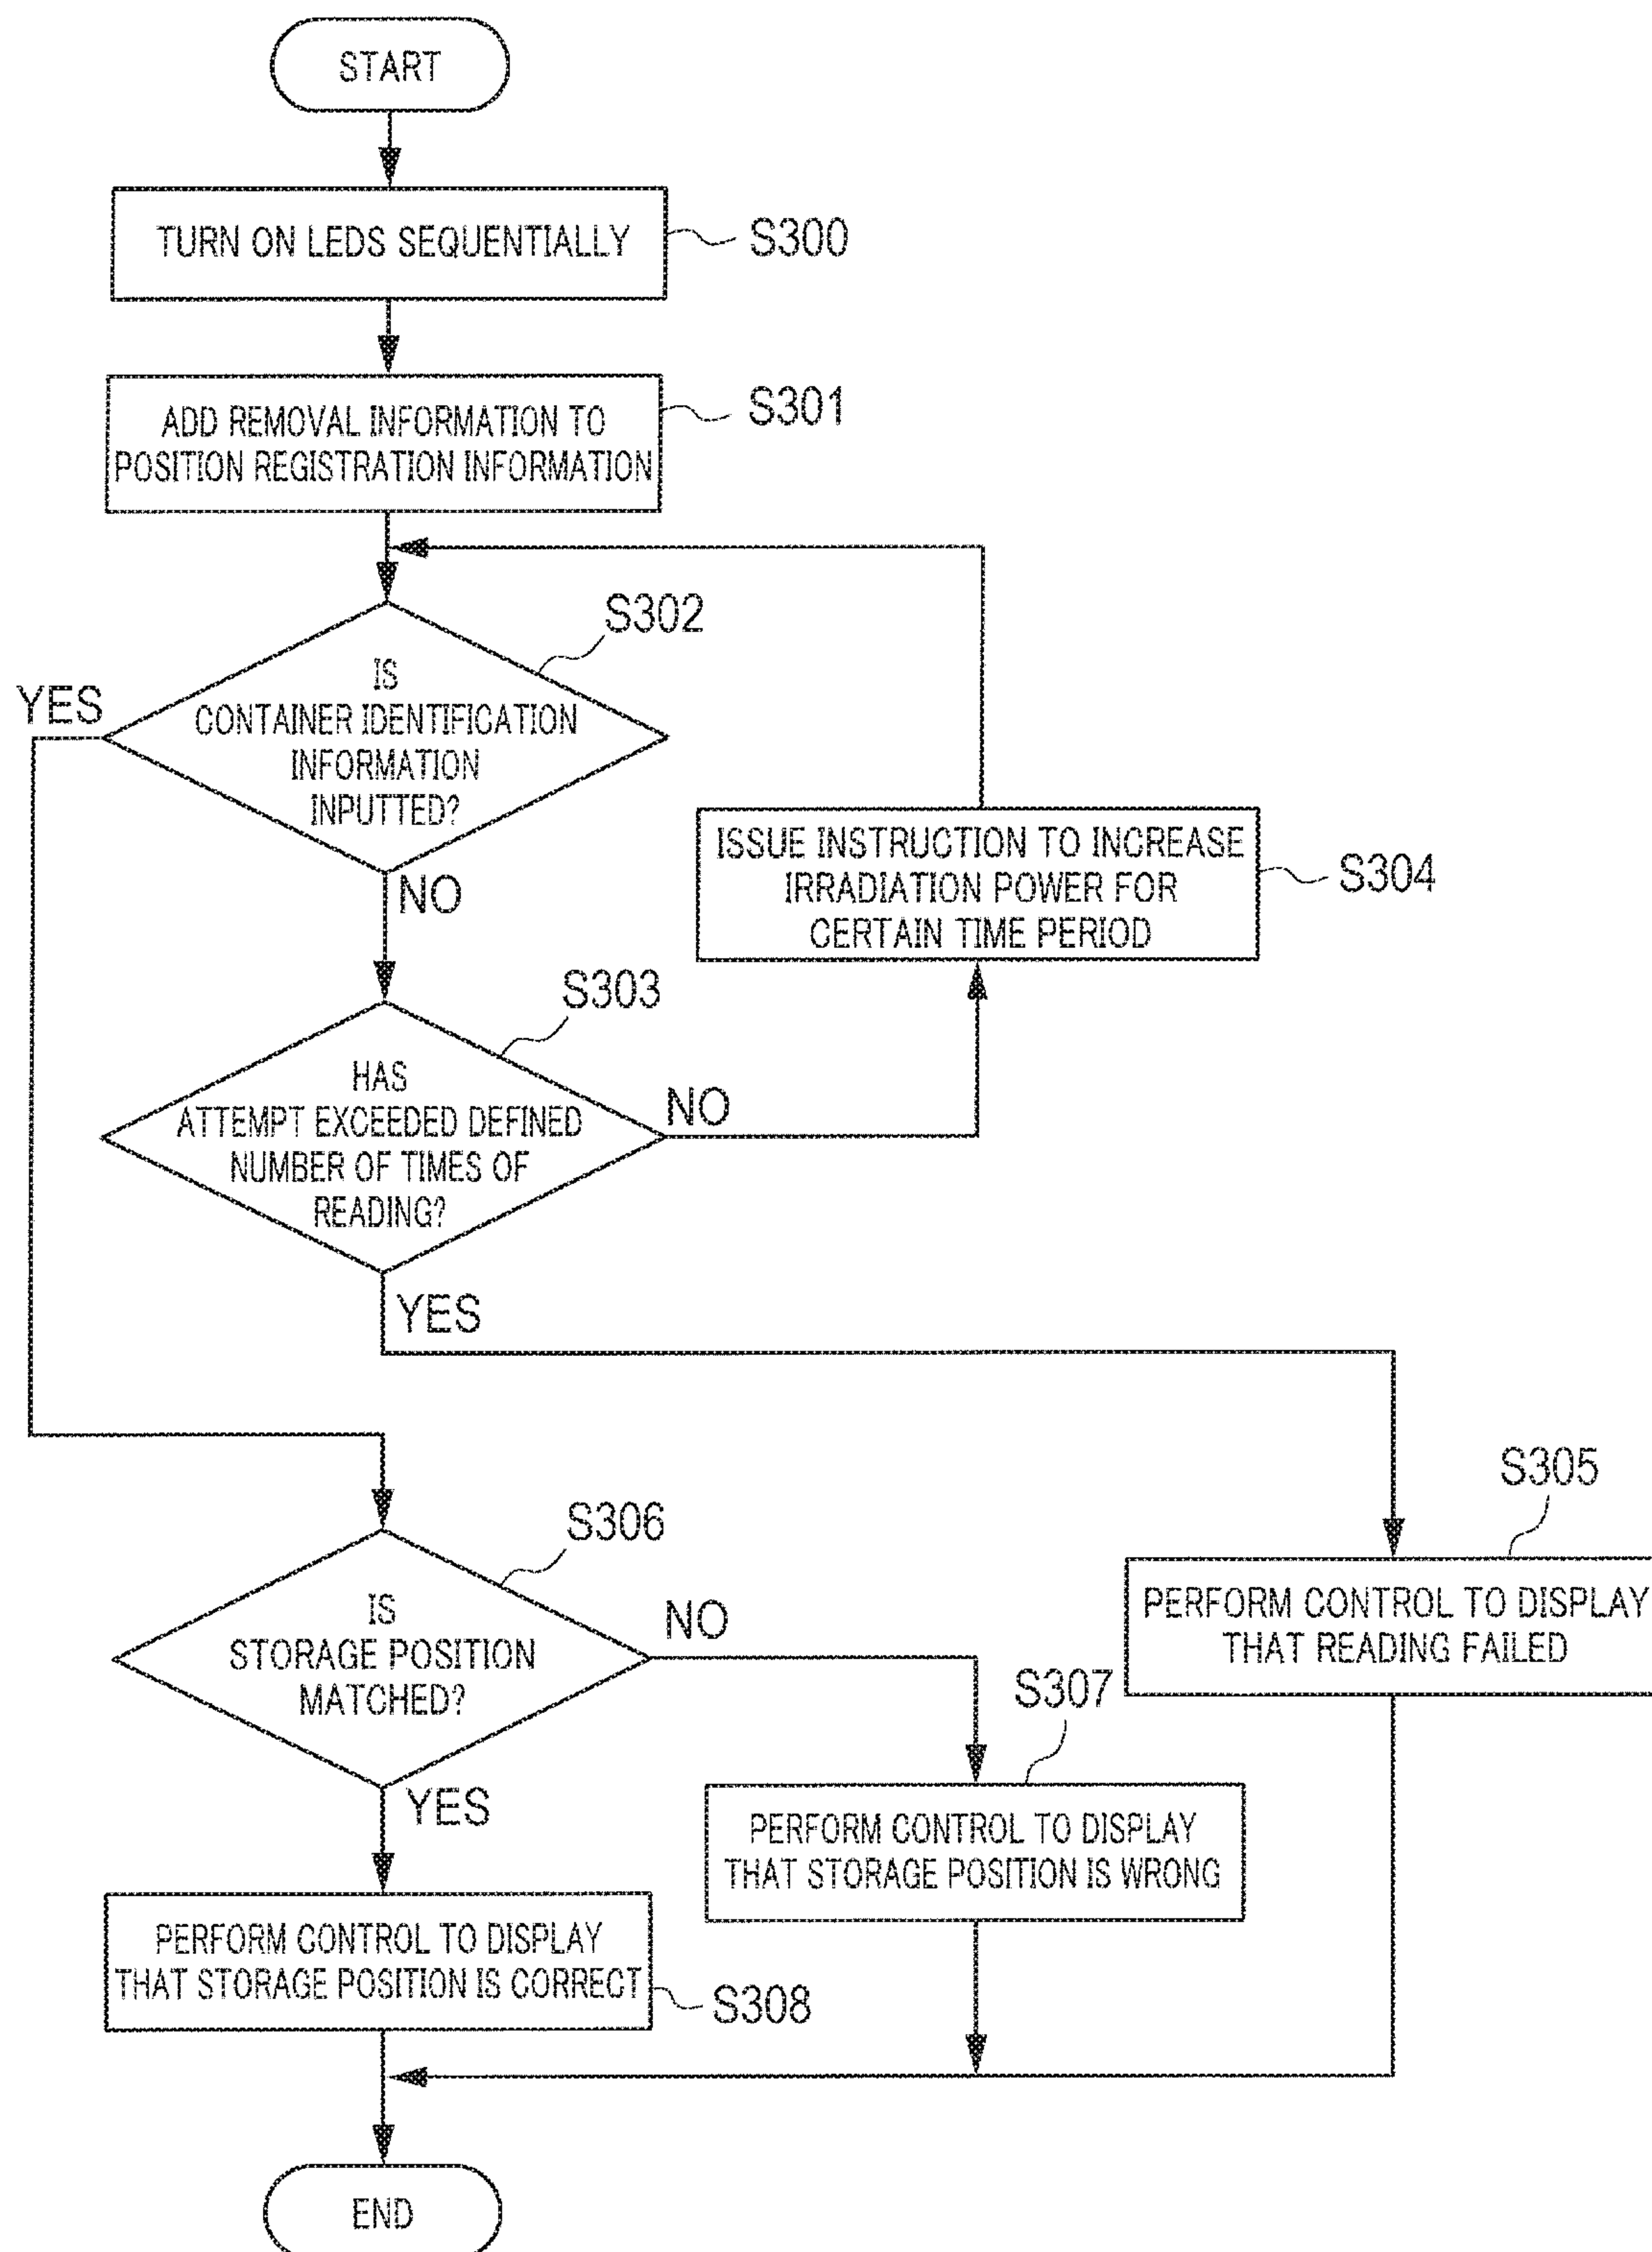 START
TURN ON LEDS SEQUENTIALLY
S300
ADD REMOVAL INFORMATION TO
POSITION REGISTRATION INFORMATION
S301
S302
IS
CONTAINER IDENTIFICATION
INFORMATION
INPUTTED?
YES
NO
ISSUE INSTRUCTION TO INCREASE
IRRADIATION POWER FOR
CERTAIN TIME PERIOD
S304
S303
HAS
ATTEMPT EXCEEDED DEFINED
NUMBER OF TIMES OF
READING?
NO
YES
S305
PERFORM CONTROL TO DISPLAY
THAT READING FAILED
S306
IS
STORAGE POSITION
MATCHED?
NO
YES
S307
PERFORM CONTROL TO DISPLAY
THAT STORAGE POSITION IS WRONG
PERFORM CONTROL TO DISPLAY
THAT STORAGE POSITION IS CORRECT
S308
END